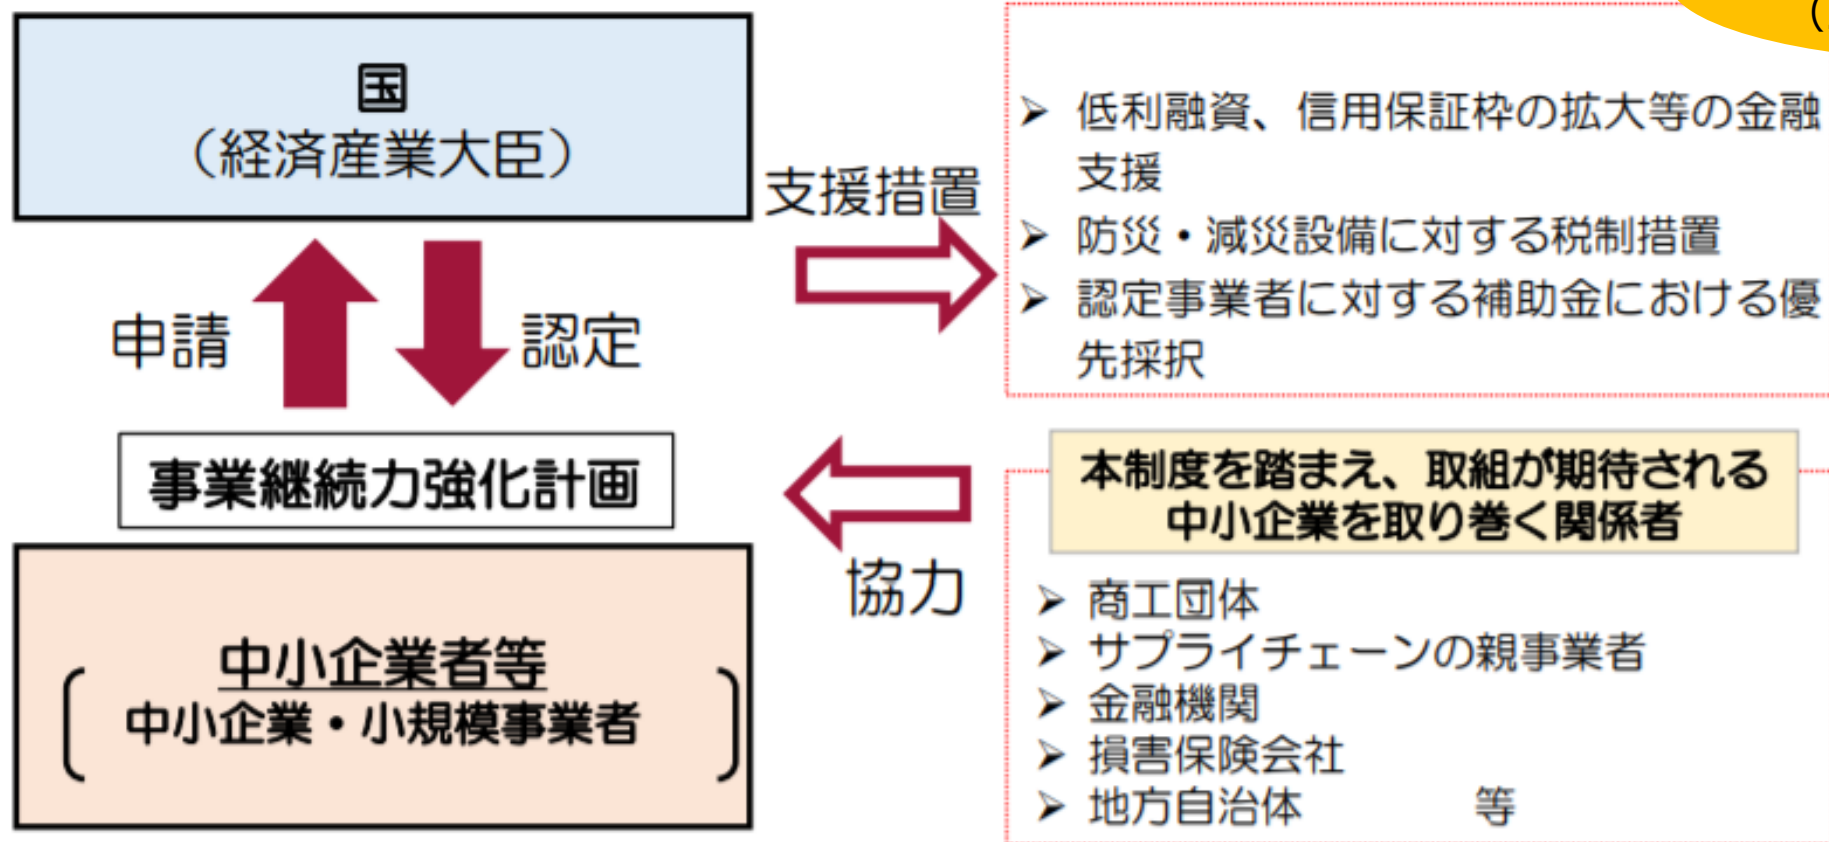 国
（経済産業大臣）
申請
認定
事業継続力強化計画
中小企業者等
中小企業・小規模事業者
支援措置
➢ 低利融資、信用保証枠の拡大等の金融
支援
➢ 防災・減災設備に対する税制措置
➢ 認定事業者に対する補助金における優
先採択
協力
本制度を踏まえ、取組が期待される
中小企業を取り巻く関係者
➢ 商工団体
➢ サプライチェーンの親事業者
➢ 金融機関
➢ 損害保険会社
➢ 地方自治体 等
(